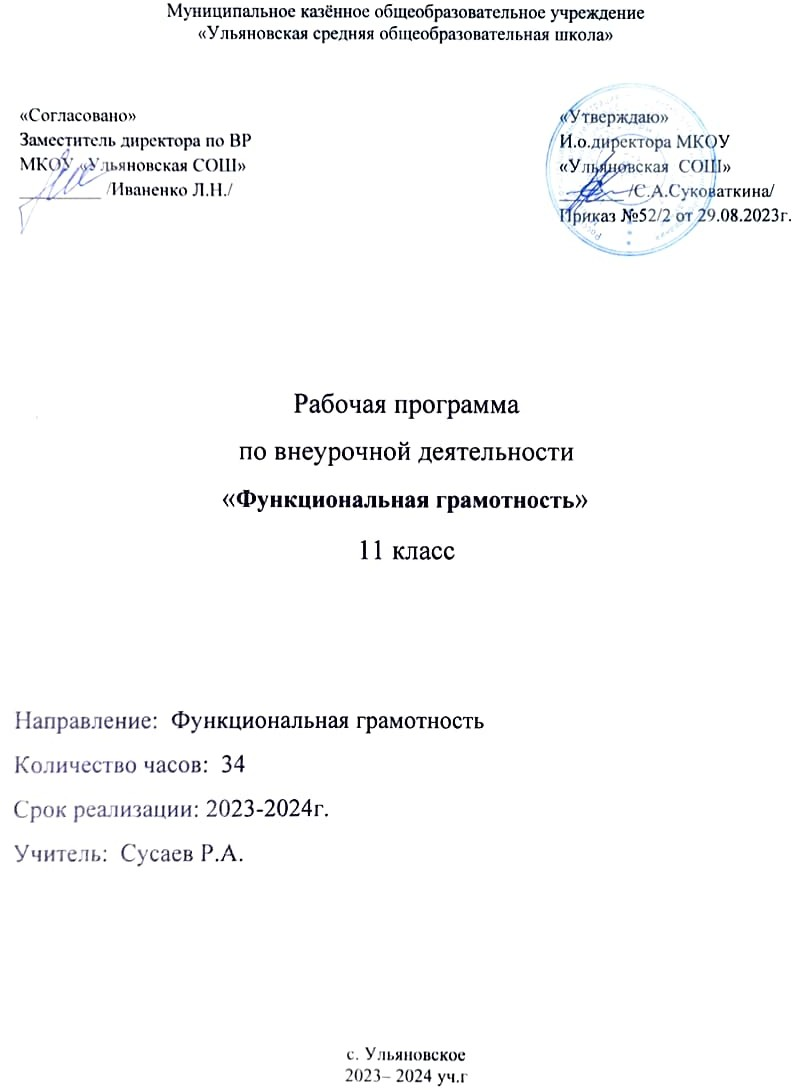 Муниципальное казённое общеобразовательное учреждение
«Ульяновская средняя общеобразовательная школа»
«Согласовано»
Заместитель директора по ВР
МКОУ «Ульяновская СОШ»
_________ /Иваненко Л.Н./
«Утверждаю»
И.о.директора МКОУ
«Ульяновская СОШ»
_______/С.А.Суковаткина/
Приказ №52/2 от 29.08.2023г.
Рабочая программа
по внеурочной деятельности
«Функциональная грамотность»
11 класс
Направление: Функциональная грамотность
Количество часов: 34
Срок реализации: 2023-2024г.
Учитель: Сусаев Р.А.
с. Ульяновское
2023– 2024 уч.г